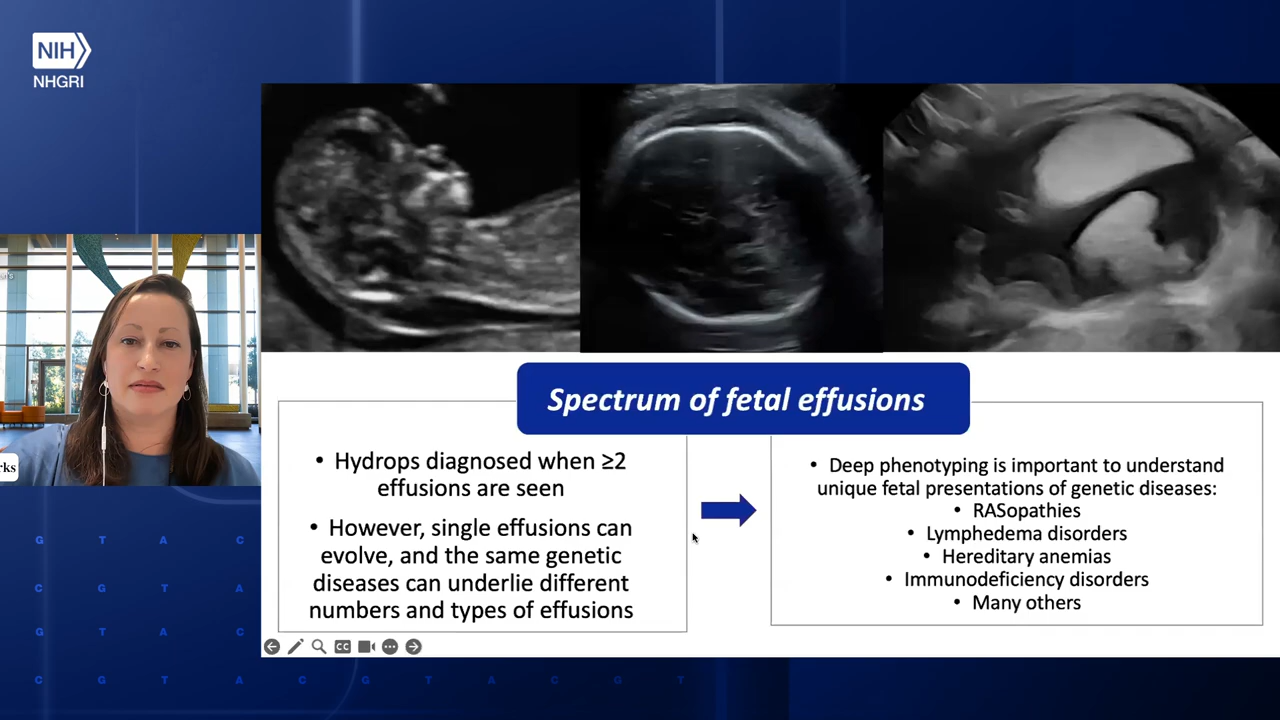 NIH
NHGRI
Spectrum of fetal effusions
• Hydrops diagnosed when ≥2
effusions are seen
• However, single effusions can
evolve, and the same genetic
diseases can underlie different
numbers and types of effusions
• Deep phenotyping is important to understand
unique fetal presentations of genetic diseases:
• RASopathies
• Lymphedema disorders
• Hereditary anemias
• Immunodeficiency disorders
• Many others
rks
CC
G T A C
C G T A
G T A C
C G T A C G T A C G T